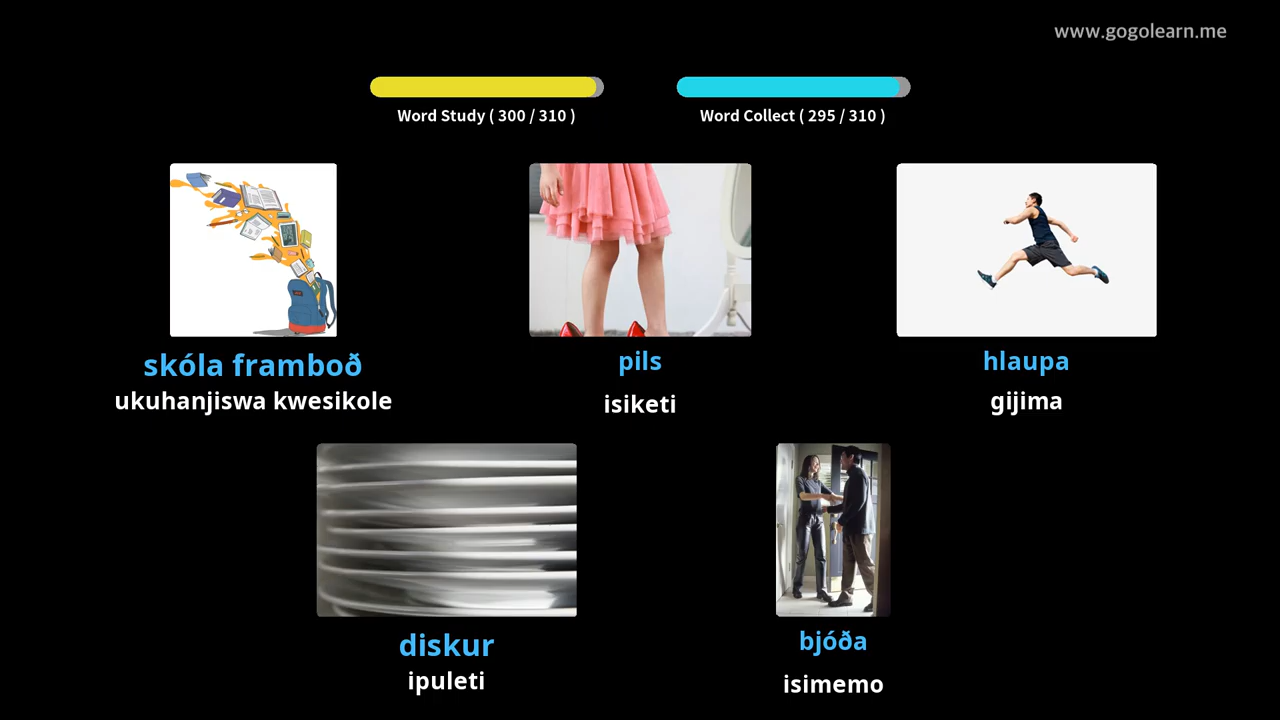 www.gogolearn.me
Word Study ( 300 / 310 )
Word Collect ( 295 / 310 )
skóla framboð
ukuhanjiswa kwesikole
pils
isiketi
hlaupa
gijima
diskur
ipuleti
bjóða
isimemo